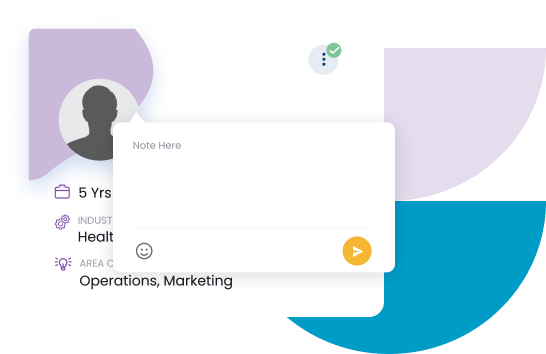 Note Here
5 Yrs
INDUST
Healt
AREA O
Operations, Marketing